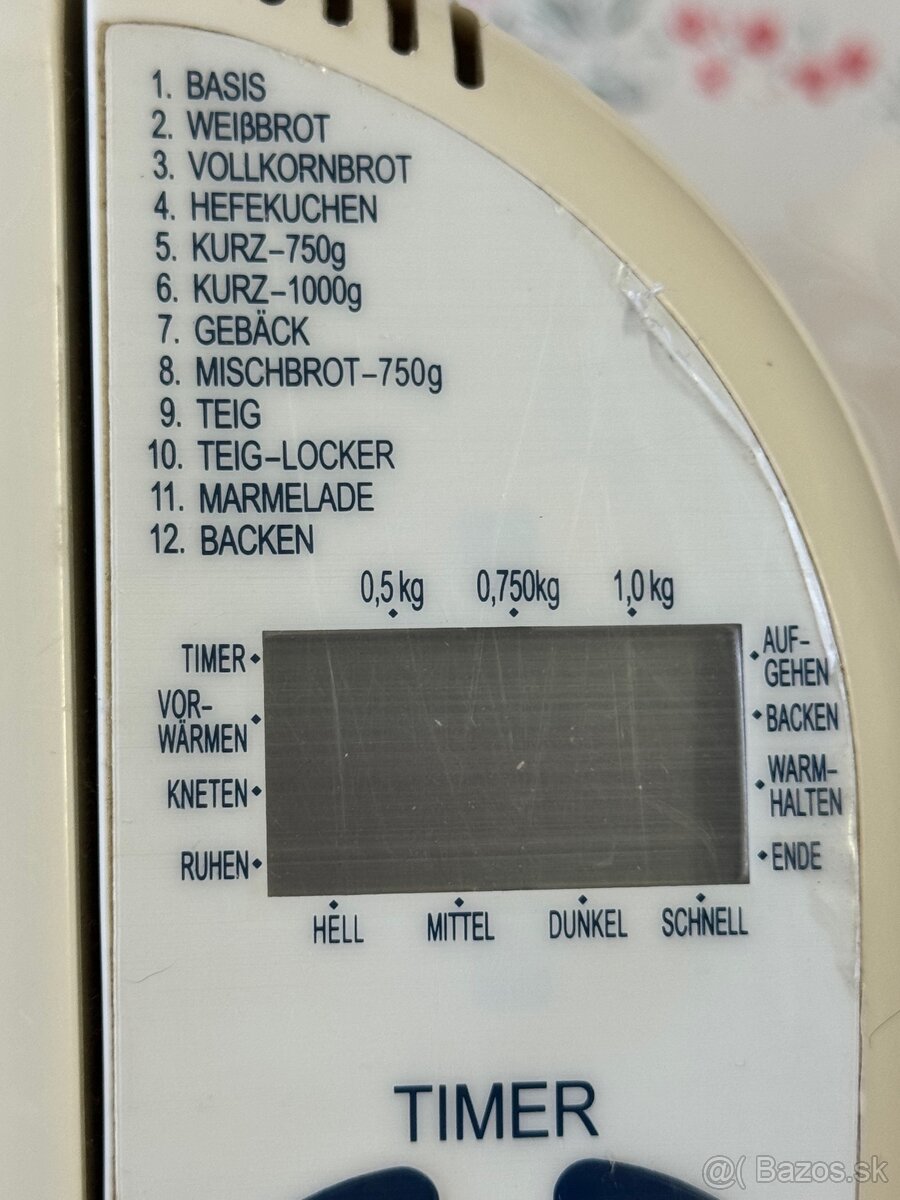 1. BASIS
2. WEIßBROT
3. VOLLKORNBROT
4. HEFEKUCHEN
5. KURZ–750g
6. KURZ–1000g
7. GEBÄCK
8. MISCHBROT–750g
9. TEIG
10. TEIG–LOCKER
11. MARMELADE
12. BACKEN
0,5 kg 0,750kg 1,0 kg
TIMER
VOR–
WÄRMEN
KNETEN
RUHEN
AUF–
GEHEN
BACKEN
WARM–
HALTEN
ENDE
HELL MITTEL DUNKEL SCHNELL
TIMER
@( Bazos.sk